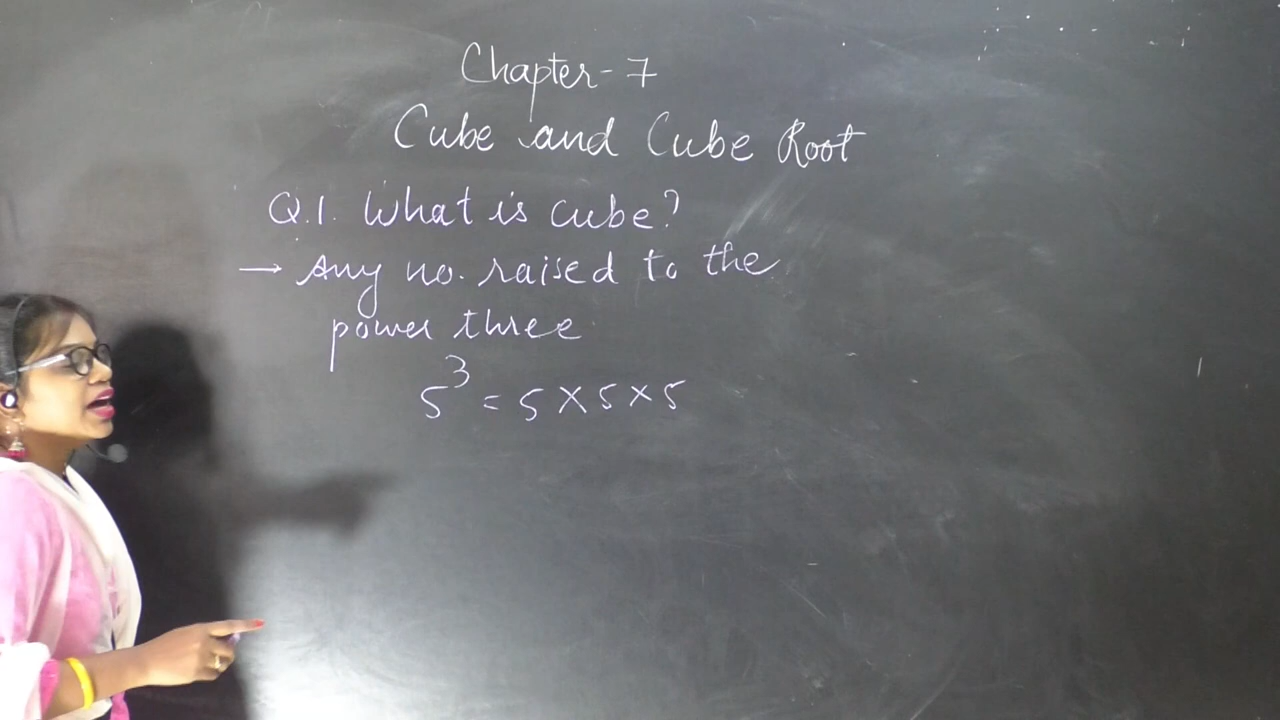 Chapter-7
Cube and Cube Root
Q.1. What is cube?
→ Any no. raised to the
power three
5³ = 5 × 5 × 5